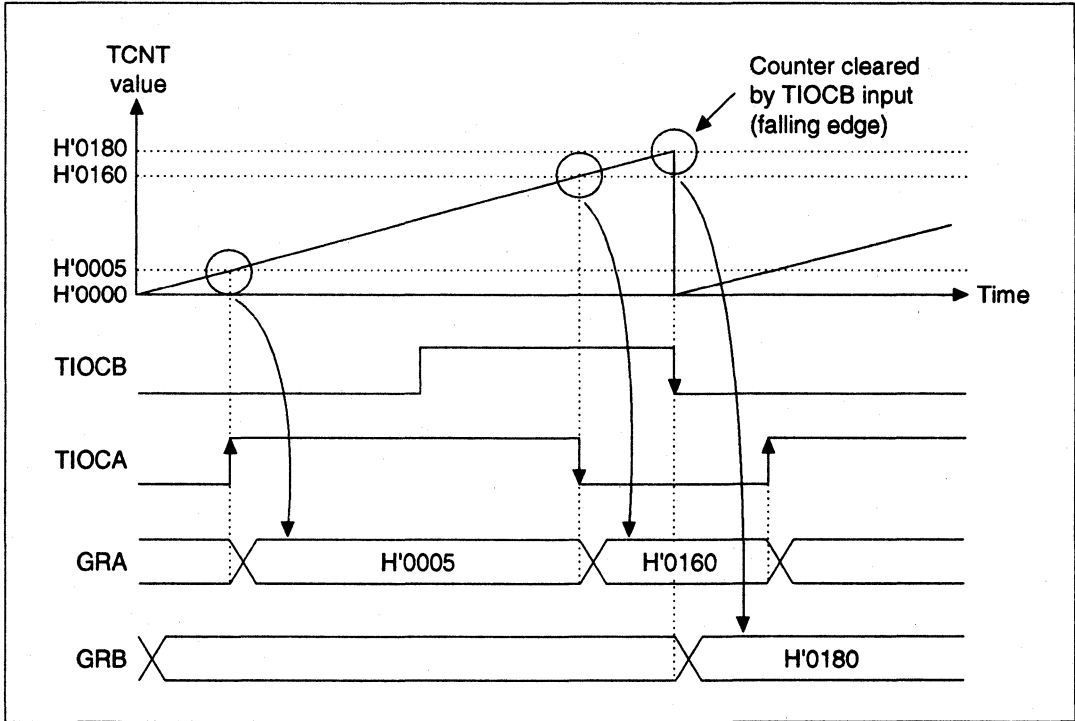 TCNT
value
Counter cleared
by TIOCB input
(falling edge)
H'0180
H'0160
H'0005
H'0000
Time
TIOCB
TIOCA
GRA
H'0005
H'0160
GRB
H'0180